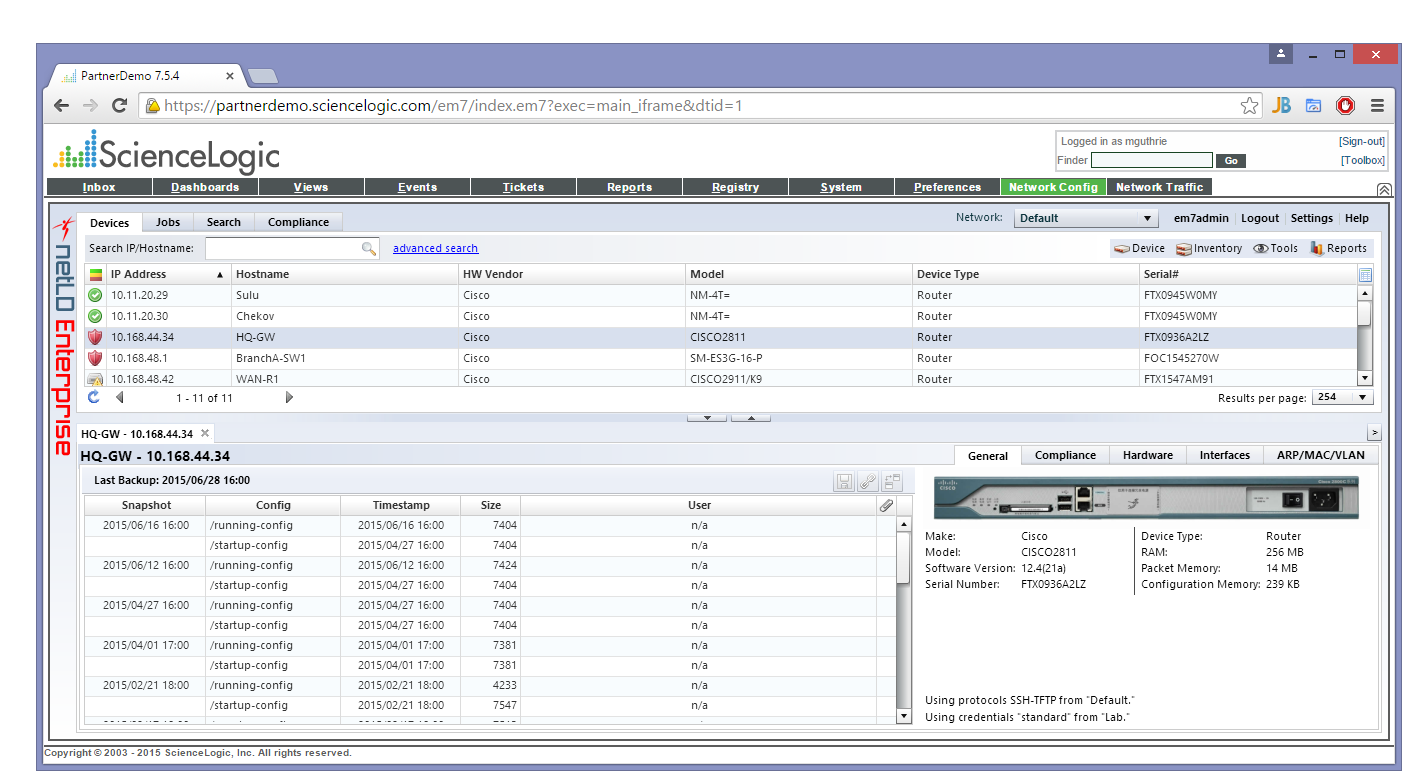 PartnerDemo 7.5.4
https://partnerdemo.sciencelogic.com/em7/index.em7?exec=main_iframe&dtid=1
JB
ScienceLogic
Logged in as mguthrie [Sign-out]
Finder Go [Toolbox]
Inbox Dashboards Views Events Tickets Reports Registry System Preferences Network Config Network Traffic
netLD Enterprise
Devices Jobs Search Compliance Network: Default em7admin Logout Settings Help
Search IP/Hostname: advanced search Device Inventory Tools Reports
IP Address Hostname HW Vendor Model Device Type Serial#
10.11.20.29 Sulu Cisco NM-4T= Router FTX0945W0MY
10.11.20.30 Chekov Cisco NM-4T= Router FTX0945W0MY
10.168.44.34 HQ-GW Cisco CISCO2811 Router FTX0936A2LZ
10.168.48.1 BranchA-SW1 Cisco SM-ES3G-16-P Router FOC1545270W
10.168.48.42 WAN-R1 Cisco CISCO2911/K9 Router FTX1547AM91
1 - 11 of 11 Results per page: 254
HQ-GW - 10.168.44.34
HQ-GW - 10.168.44.34 General Compliance Hardware Interfaces ARP/MAC/VLAN
Last Backup: 2015/06/28 16:00
Snapshot Config Timestamp Size User
2015/06/16 16:00 /running-config 2015/06/16 16:00 7404 n/a
/startup-config 2015/04/27 16:00 7404 n/a
2015/06/12 16:00 /running-config 2015/06/12 16:00 7424 n/a
/startup-config 2015/04/27 16:00 7404 n/a
2015/04/27 16:00 /running-config 2015/04/27 16:00 7404 n/a
/startup-config 2015/04/27 16:00 7404 n/a
2015/04/01 17:00 /running-config 2015/04/01 17:00 7381 n/a
/startup-config 2015/04/01 17:00 7381 n/a
2015/02/21 18:00 /running-config 2015/02/21 18:00 4233 n/a
/startup-config 2015/02/21 18:00 7547 n/a
Make: Cisco Device Type: Router
Model: CISCO2811 RAM: 256 MB
Software Version: 12.4(21a) Packet Memory: 14 MB
Serial Number: FTX0936A2LZ Configuration Memory: 239 KB
Using protocols SSH-TFTP from "Default."
Using credentials "standard" from "Lab."
Copyright © 2003 - 2015 ScienceLogic, Inc. All rights reserved.